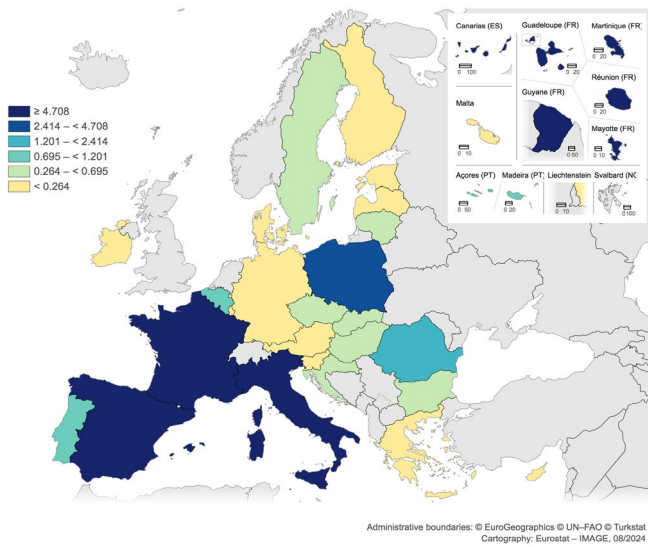 Canarias (ES)
0 100
Guadeloupe (FR)
0 20
Martinique (FR)
0 20
Réunion (FR)
0 20
Guyane (FR)
0 50
Mayotte (FR)
0 10
Malta
0 10
Açores (PT)
0 50
Madeira (PT)
0 20
Liechtenstein
0 10
Svalbard (NO
0 100
≥ 4.708
2.414 – < 4.708
1.201 – < 2.414
0.695 – < 1.201
0.264 – < 0.695
< 0.264
Administrative boundaries: © EuroGeographics © UN–FAO © Turkstat
Cartography: Eurostat – IMAGE, 08/2024